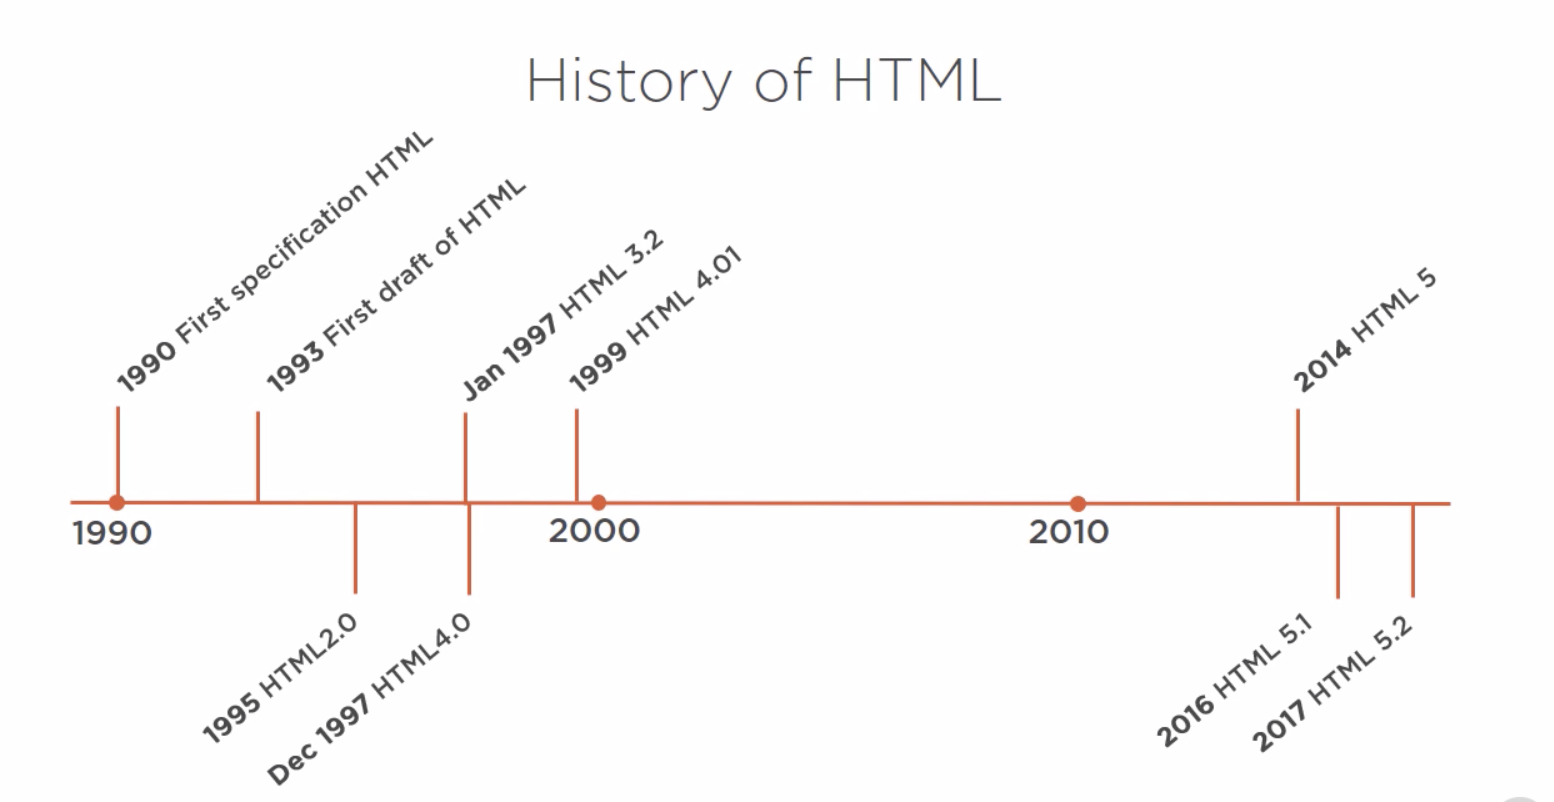 History of HTML
1990 First specification HTML
1993 First draft of HTML
Jan 1997 HTML 3.2
1999 HTML 4.01
2014 HTML 5
1990
2000
2010
1995 HTML2.0
Dec 1997 HTML4.0
2016 HTML 5.1
2017 HTML 5.2